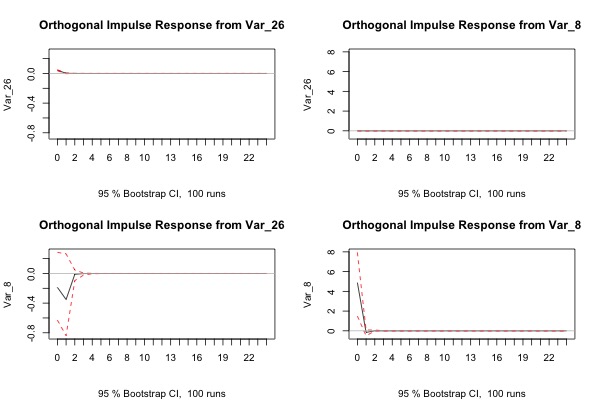 Orthogonal Impulse Response from Var_26
Var_26
0.0
-0.4
-0.8
0 2 4 6 8 10 13 16 19 22
95 % Bootstrap CI, 100 runs
Orthogonal Impulse Response from Var_8
Var_26
8
6
4
2
0
0 2 4 6 8 10 13 16 19 22
95 % Bootstrap CI, 100 runs
Orthogonal Impulse Response from Var_26
Var_8
0.0
-0.4
-0.8
0 2 4 6 8 10 13 16 19 22
95 % Bootstrap CI, 100 runs
Orthogonal Impulse Response from Var_8
Var_8
8
6
4
2
0
0 2 4 6 8 10 13 16 19 22
95 % Bootstrap CI, 100 runs